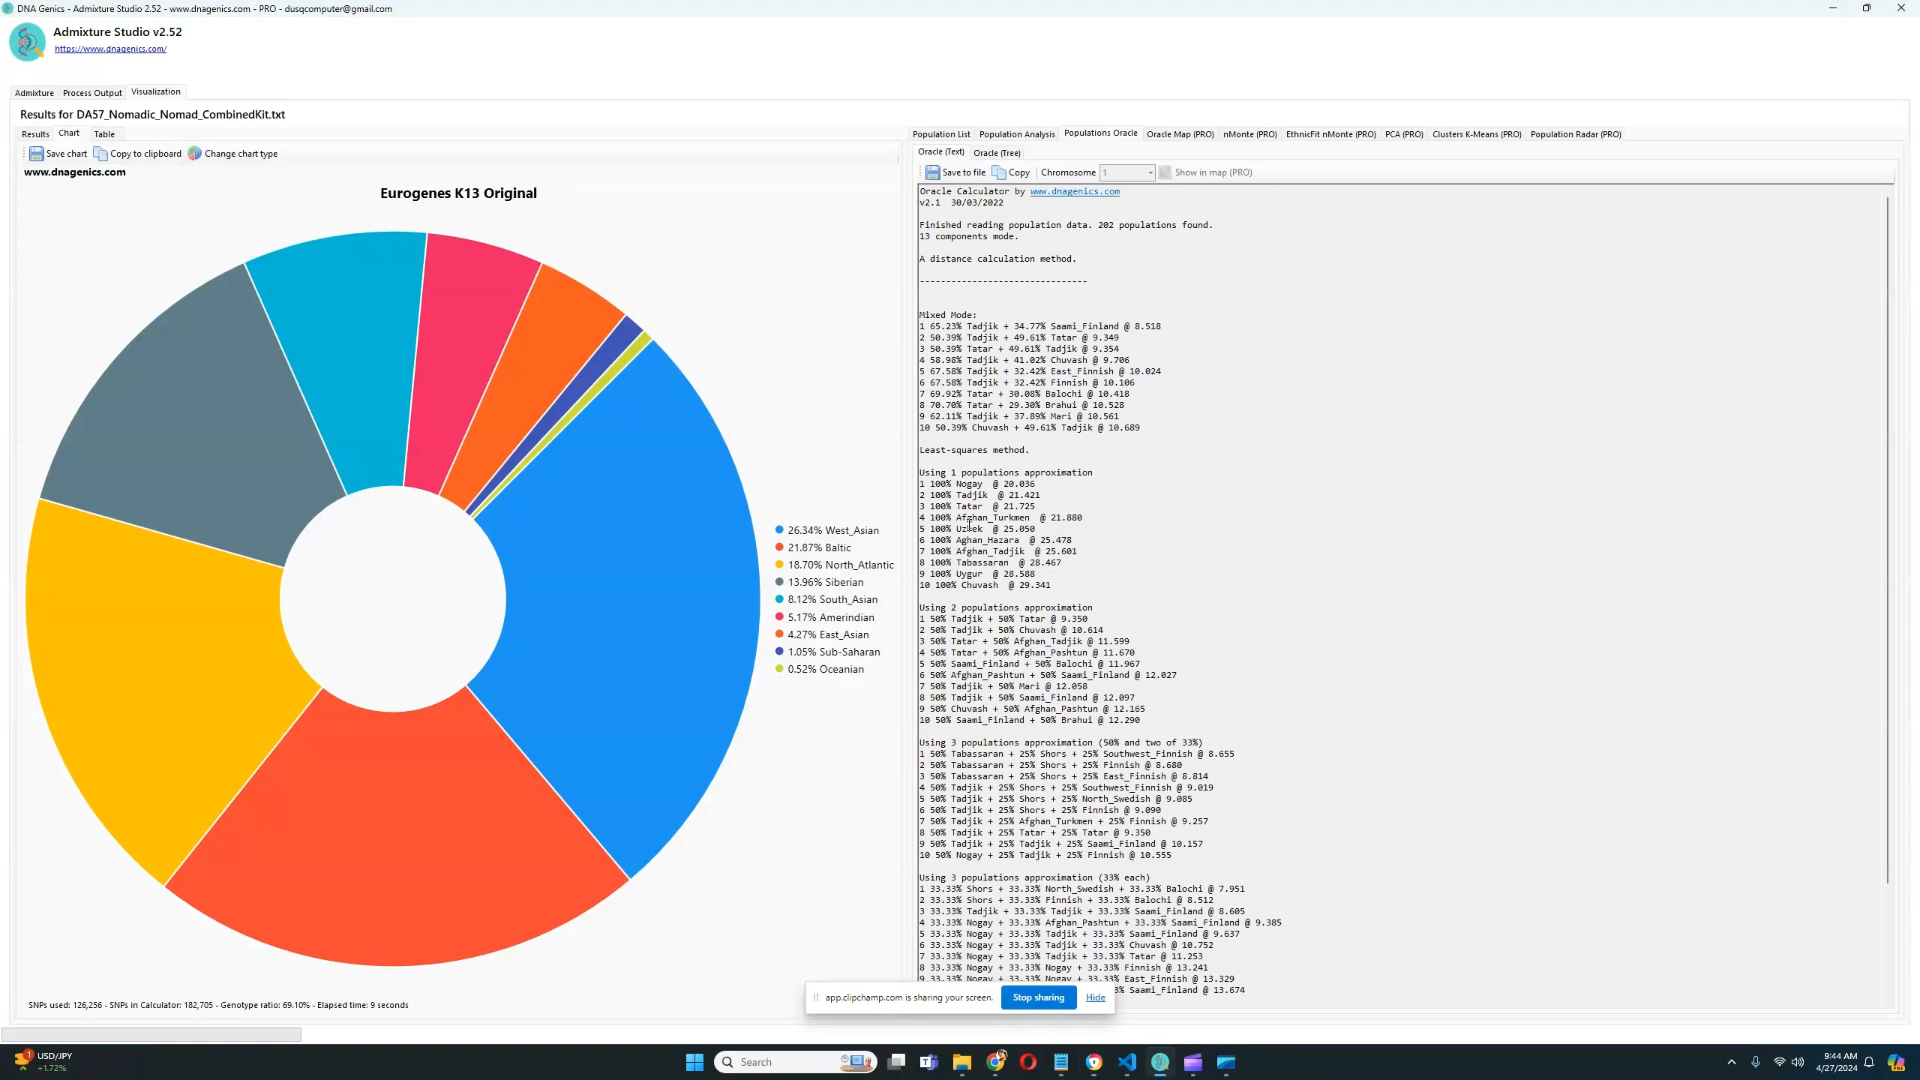 DNA Genics - Admixture Studio 2.52 - www.dnagenics.com - PRO - dusqcomputer@gmail.com
Admixture Studio v2.52
https://www.dnagenics.com/
Admixture Process Output Visualization
Results for DA57_Nomadic_Nomad_CombinedKit.txt
Results Chart Table
Save chart Copy to clipboard Change chart type
www.dnagenics.com
Eurogenes K13 Original
26.34% West_Asian
21.87% Baltic
18.70% North_Atlantic
13.96% Siberian
8.12% South_Asian
5.17% Amerindian
4.27% East_Asian
1.05% Sub-Saharan
0.52% Oceanian
SNPs used: 126,256 - SNPs in Calculator: 182,705 - Genotype ratio: 69.10% - Elapsed time: 9 seconds
Population List Population Analysis Populations Oracle Oracle Map (PRO) nMonte (PRO) EthnicFit nMonte (PRO) PCA (PRO) Clusters K-Means (PRO) Population Radar (PRO)
Oracle (Text) Oracle (Tree)
Save to file Copy Chromosome 1 Show in map (PRO)
Oracle Calculator by www.dnagenics.com
v2.1 30/03/2022
Finished reading population data. 202 populations found.
13 components mode.
A distance calculation method.
--------------------------------
Mixed Mode:
1 65.23% Tadjik + 34.77% Saami_Finland @ 8.518
2 50.39% Tadjik + 49.61% Tatar @ 9.349
3 50.39% Tatar + 49.61% Tadjik @ 9.354
4 58.98% Tadjik + 41.02% Chuvash @ 9.706
5 67.58% Tadjik + 32.42% East_Finnish @ 10.024
6 67.58% Tadjik + 32.42% Finnish @ 10.106
7 69.92% Tatar + 30.08% Balochi @ 10.418
8 70.70% Tatar + 29.30% Brahui @ 10.528
9 62.11% Tadjik + 37.89% Mari @ 10.561
10 50.39% Chuvash + 49.61% Tadjik @ 10.689
Least-squares method.
Using 1 populations approximation
1 100% Nogay @ 20.036
2 100% Tadjik @ 21.421
3 100% Tatar @ 21.725
4 100% Afghan_Turkmen @ 21.880
5 100% Uzbek @ 25.050
6 100% Aghan_Hazara @ 25.478
7 100% Afghan_Tadjik @ 25.601
8 100% Tabassaran @ 28.467
9 100% Uygur @ 28.588
10 100% Chuvash @ 29.341
Using 2 populations approximation
1 50% Tadjik + 50% Tatar @ 9.350
2 50% Tadjik + 50% Chuvash @ 10.614
3 50% Tatar + 50% Afghan_Tadjik @ 11.599
4 50% Tatar + 50% Afghan_Pashtun @ 11.670
5 50% Saami_Finland + 50% Balochi @ 11.967
6 50% Afghan_Pashtun + 50% Saami_Finland @ 12.027
7 50% Tadjik + 50% Mari @ 12.058
8 50% Tadjik + 50% Saami_Finland @ 12.097
9 50% Chuvash + 50% Afghan_Pashtun @ 12.165
10 50% Saami_Finland + 50% Brahui @ 12.290
Using 3 populations approximation (50% and two of 33%)
1 50% Tabassaran + 25% Shors + 25% Southwest_Finnish @ 8.655
2 50% Tabassaran + 25% Shors + 25% Finnish @ 8.680
3 50% Tabassaran + 25% Shors + 25% East_Finnish @ 8.814
4 50% Tadjik + 25% Shors + 25% Southwest_Finnish @ 9.019
5 50% Tadjik + 25% Shors + 25% North_Swedish @ 9.085
6 50% Tadjik + 25% Shors + 25% Finnish @ 9.090
7 50% Tadjik + 25% Afghan_Turkmen + 25% Finnish @ 9.257
8 50% Tadjik + 25% Tatar + 25% Tatar @ 9.350
9 50% Tadjik + 25% Tadjik + 25% Saami_Finland @ 10.157
10 50% Nogay + 25% Tadjik + 25% Finnish @ 10.555
Using 3 populations approximation (33% each)
1 33.33% Shors + 33.33% North_Swedish + 33.33% Balochi @ 7.951
2 33.33% Shors + 33.33% Finnish + 33.33% Balochi @ 8.512
3 33.33% Tadjik + 33.33% Tadjik + 33.33% Saami_Finland @ 8.605
4 33.33% Nogay + 33.33% Afghan_Pashtun + 33.33% Saami_Finland @ 9.385
5 33.33% Nogay + 33.33% Tadjik + 33.33% Saami_Finland @ 9.637
6 33.33% Nogay + 33.33% Tadjik + 33.33% Chuvash @ 10.752
7 33.33% Nogay + 33.33% Tadjik + 33.33% Tatar @ 11.253
8 33.33% Nogay + 33.33% Nogay + 33.33% Finnish @ 13.241
9 33.33% Nogay + 33.33% Nogay + 33.33% East_Finnish @ 13.329
% Saami_Finland @ 13.674
app.clipchamp.com is sharing your screen. Stop sharing Hide
1 USD/JPY
+1.72%
Search
9:44 AM
4/27/2024